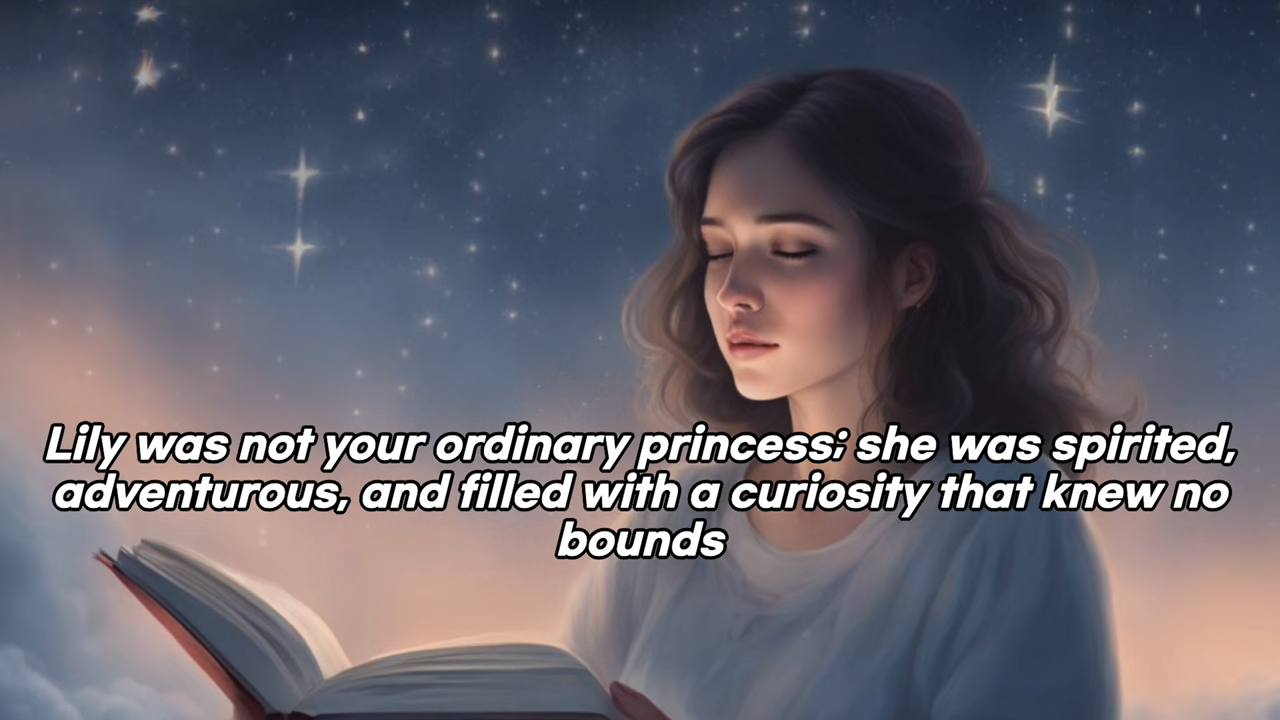 Lily was not your ordinary princess; she was spirited,
adventurous, and filled with a curiosity that knew no
bounds